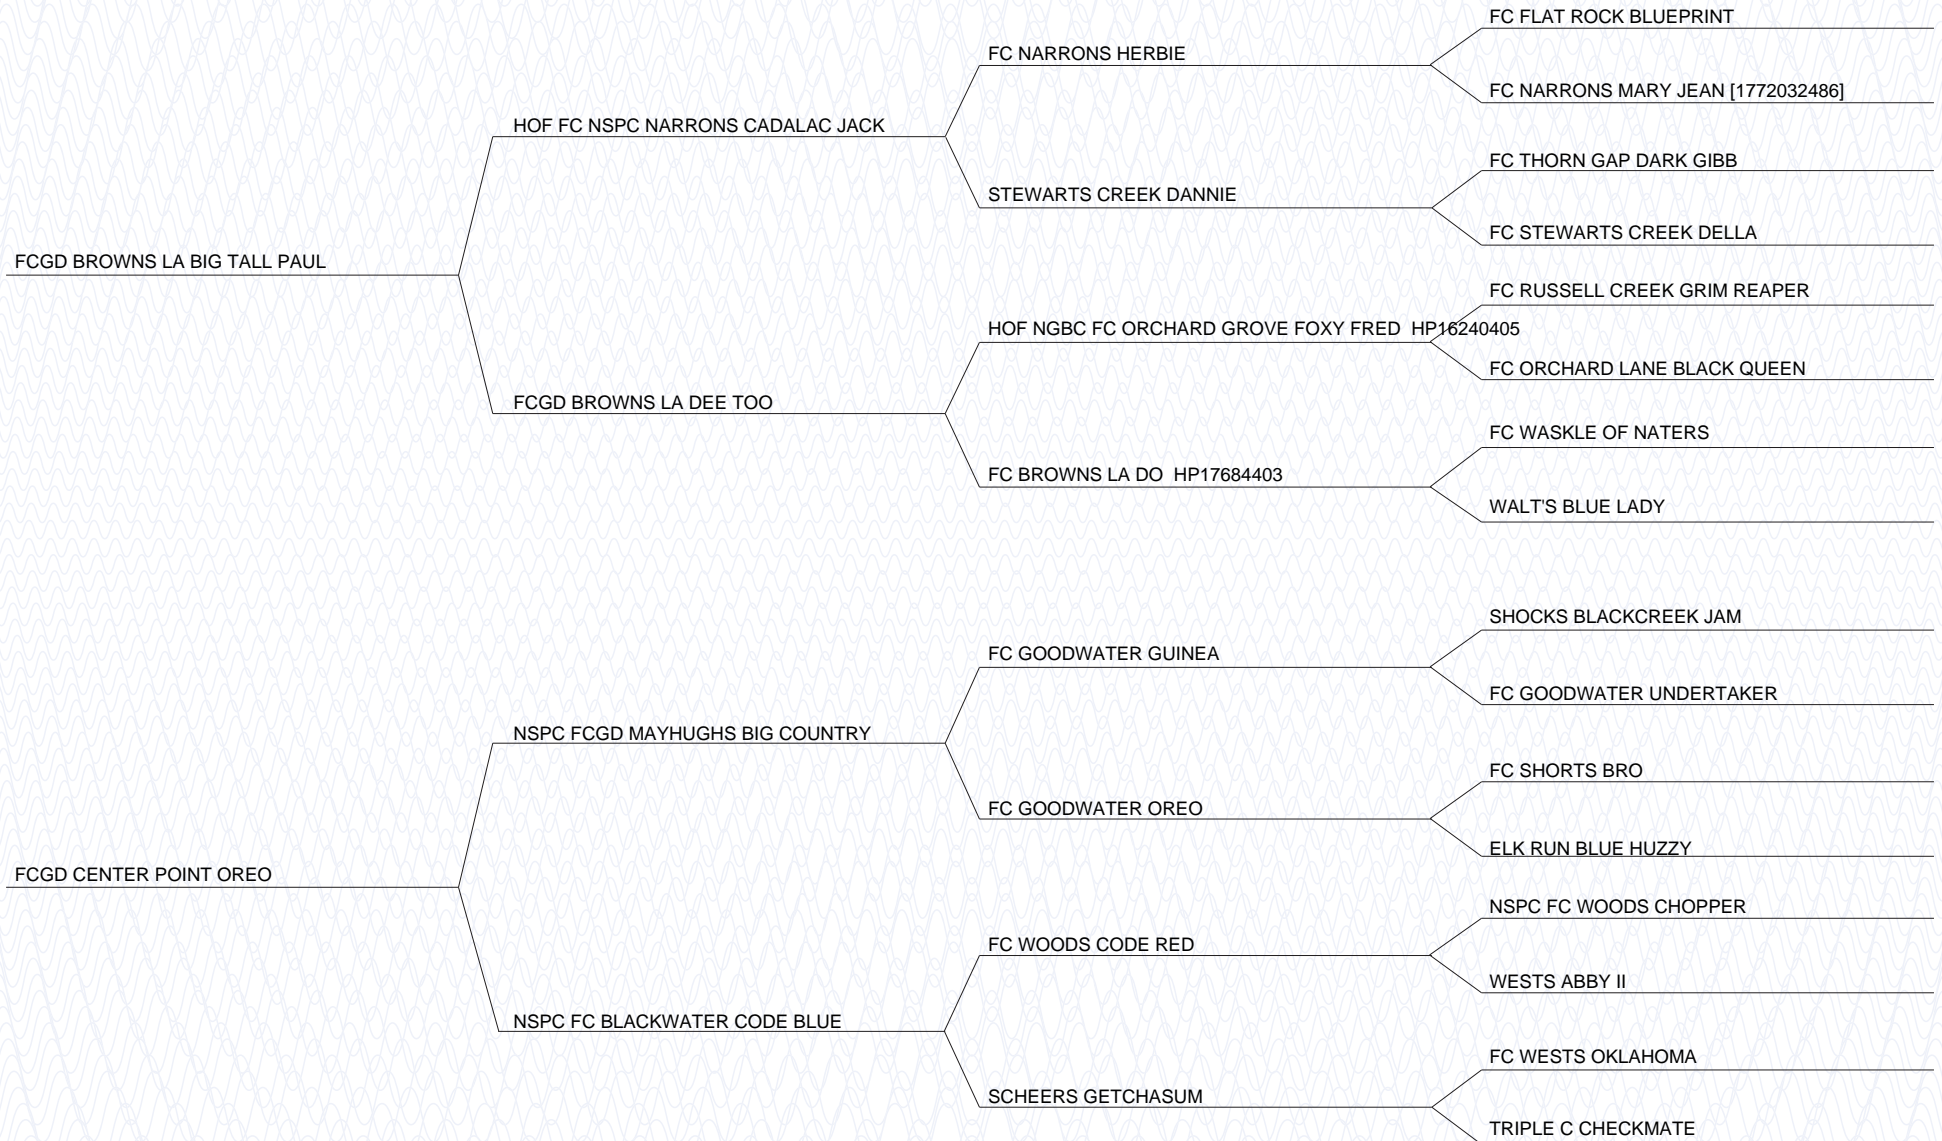 FC FLAT ROCK BLUEPRINT
FC NARRONS HERBIE
FC NARRONS MARY JEAN [1772032486]
HOF FC NSPC NARRONS CADALAC JACK
FC THORN GAP DARK GIBB
STEWARTS CREEK DANNIE
FC STEWARTS CREEK DELLA
FCGD BROWNS LA BIG TALL PAUL
FC RUSSELL CREEK GRIM REAPER
HOF NGBC FC ORCHARD GROVE FOXY FRED  HP16240405
FC ORCHARD LANE BLACK QUEEN
FCGD BROWNS LA DEE TOO
FC WASKLE OF NATERS
FC BROWNS LA DO  HP17684403
WALT'S BLUE LADY
SHOCKS BLACKCREEK JAM
FC GOODWATER GUINEA
FC GOODWATER UNDERTAKER
NSPC FCGD MAYHUGHS BIG COUNTRY
FC SHORTS BRO
FC GOODWATER OREO
ELK RUN BLUE HUZZY
FCGD CENTER POINT OREO
NSPC FC WOODS CHOPPER
FC WOODS CODE RED
WESTS ABBY II
NSPC FC BLACKWATER CODE BLUE
FC WESTS OKLAHOMA
SCHEERS GETCHASUM
TRIPLE C CHECKMATE